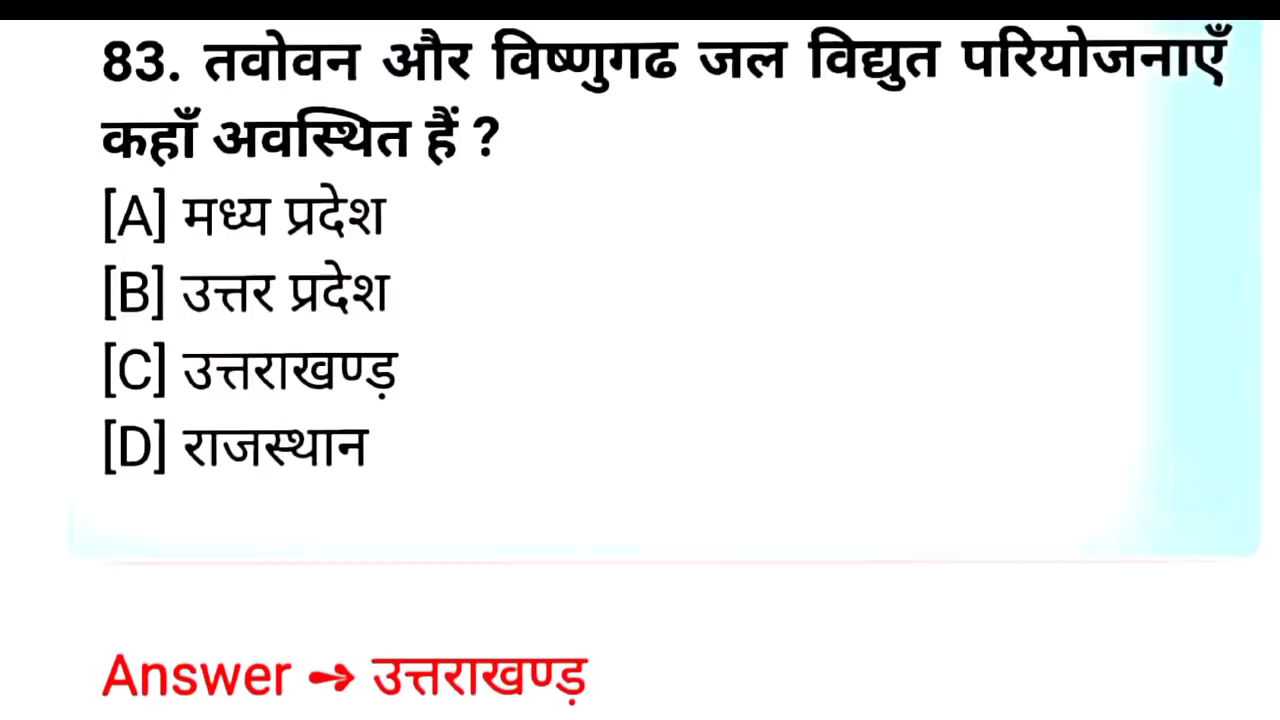 83. तवोवन और विष्णुगढ जल विद्युत परियोजनाएँ
कहाँ अवस्थित हैं ?
[A] मध्य प्रदेश
[B] उत्तर प्रदेश
[C] उत्तराखण्ड़
[D] राजस्थान
Answer ➙ उत्तराखण्ड़